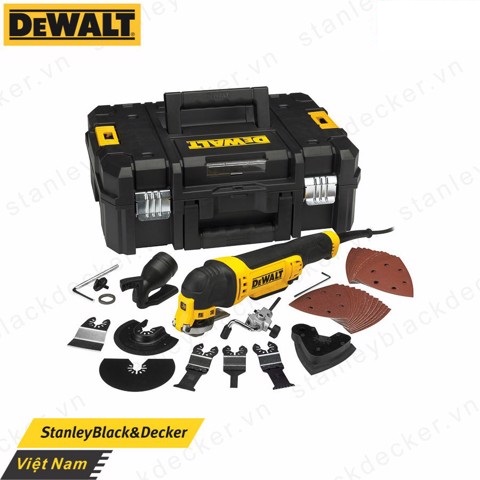 DEWALT
DEWALT
DEWALT
StanleyBlack&Decker
Việt Nam
stanleyblackdecker.vn